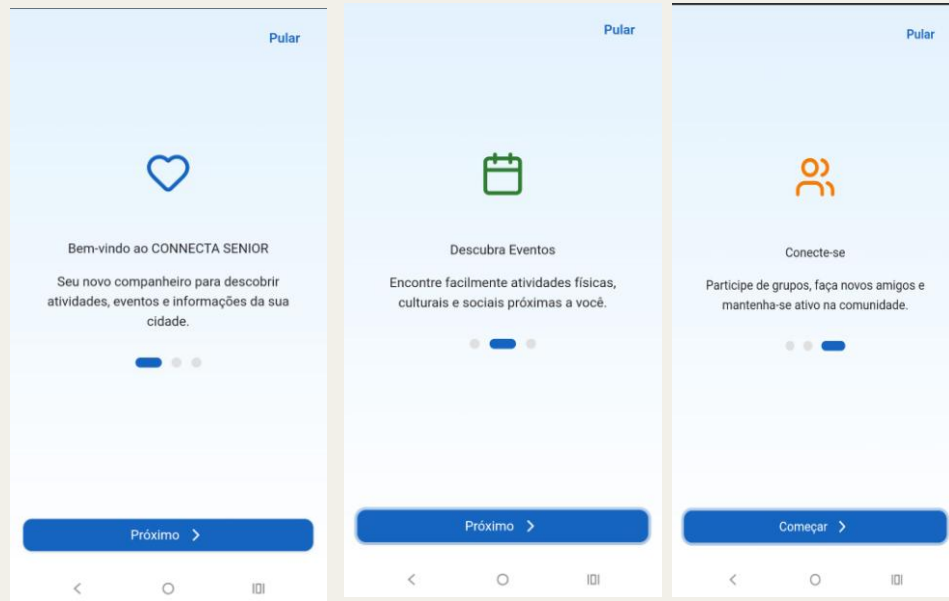 Pular
Bem-vindo ao CONNECTA SENIOR
Seu novo companheiro para descobrir
atividades, eventos e informações da sua
cidade.
Próximo
Pular
Descubra Eventos
Encontre facilmente atividades físicas,
culturais e sociais próximas a você.
Próximo
Pular
Conecte-se
Participe de grupos, faça novos amigos e
mantenha-se ativo na comunidade.
Começar